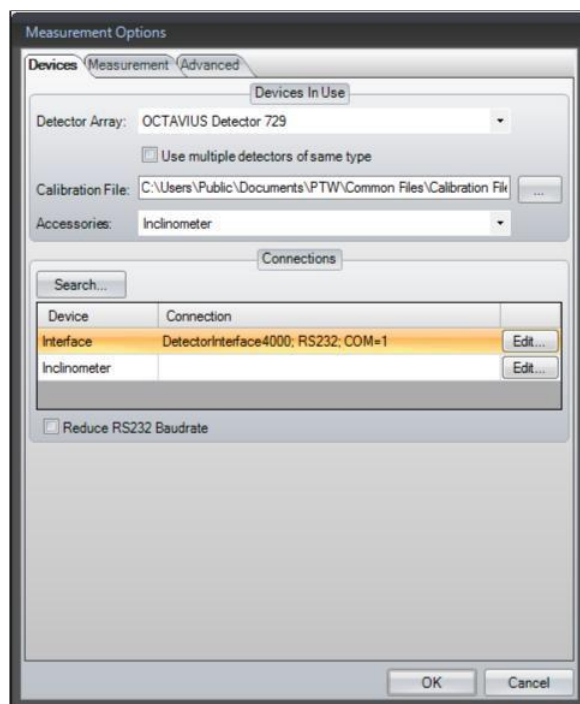 Measurement Options
Devices Measurement Advanced
Devices In Use
Detector Array: OCTAVIUS Detector 729
Use multiple detectors of same type
Calibration File: C:\Users\Public\Documents\PTW\Common Files\Calibration File ...
Accessories: Inclinometer
Connections
Search...
Device Connection
Interface DetectorInterface4000; RS232; COM=1 Edit...
Inclinometer Edit...
Reduce RS232 Baudrate
OK Cancel